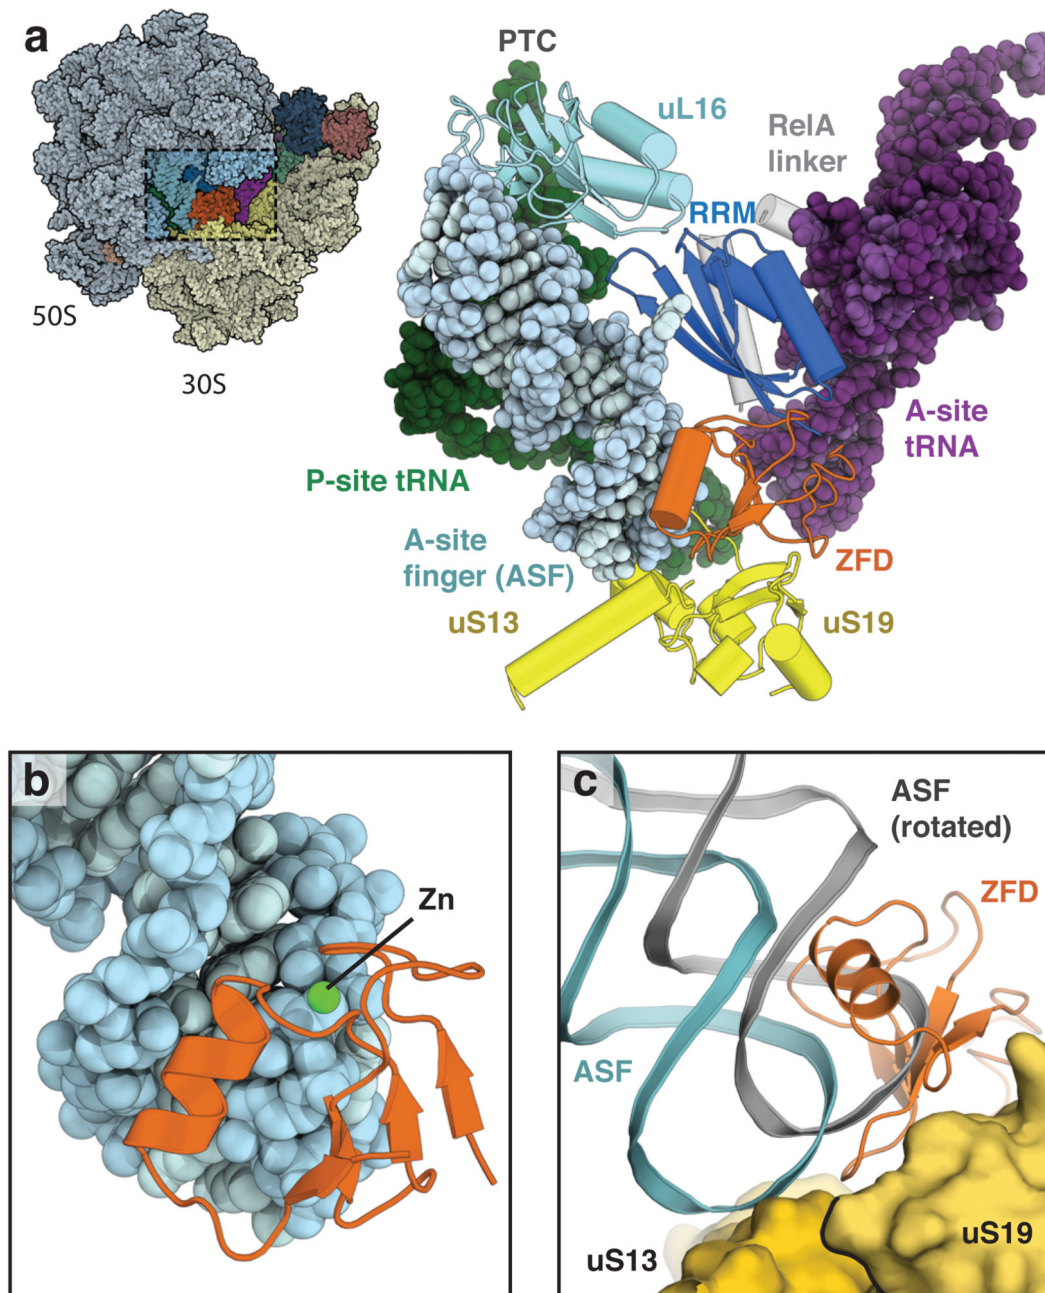 a
50S
30S
PTC
uL16
RelA
linker
RRM
A-site
tRNA
P-site tRNA
A-site
finger (ASF)
ZFD
uS13
uS19
b
Zn
c
ASF
(rotated)
ZFD
ASF
uS13
uS19